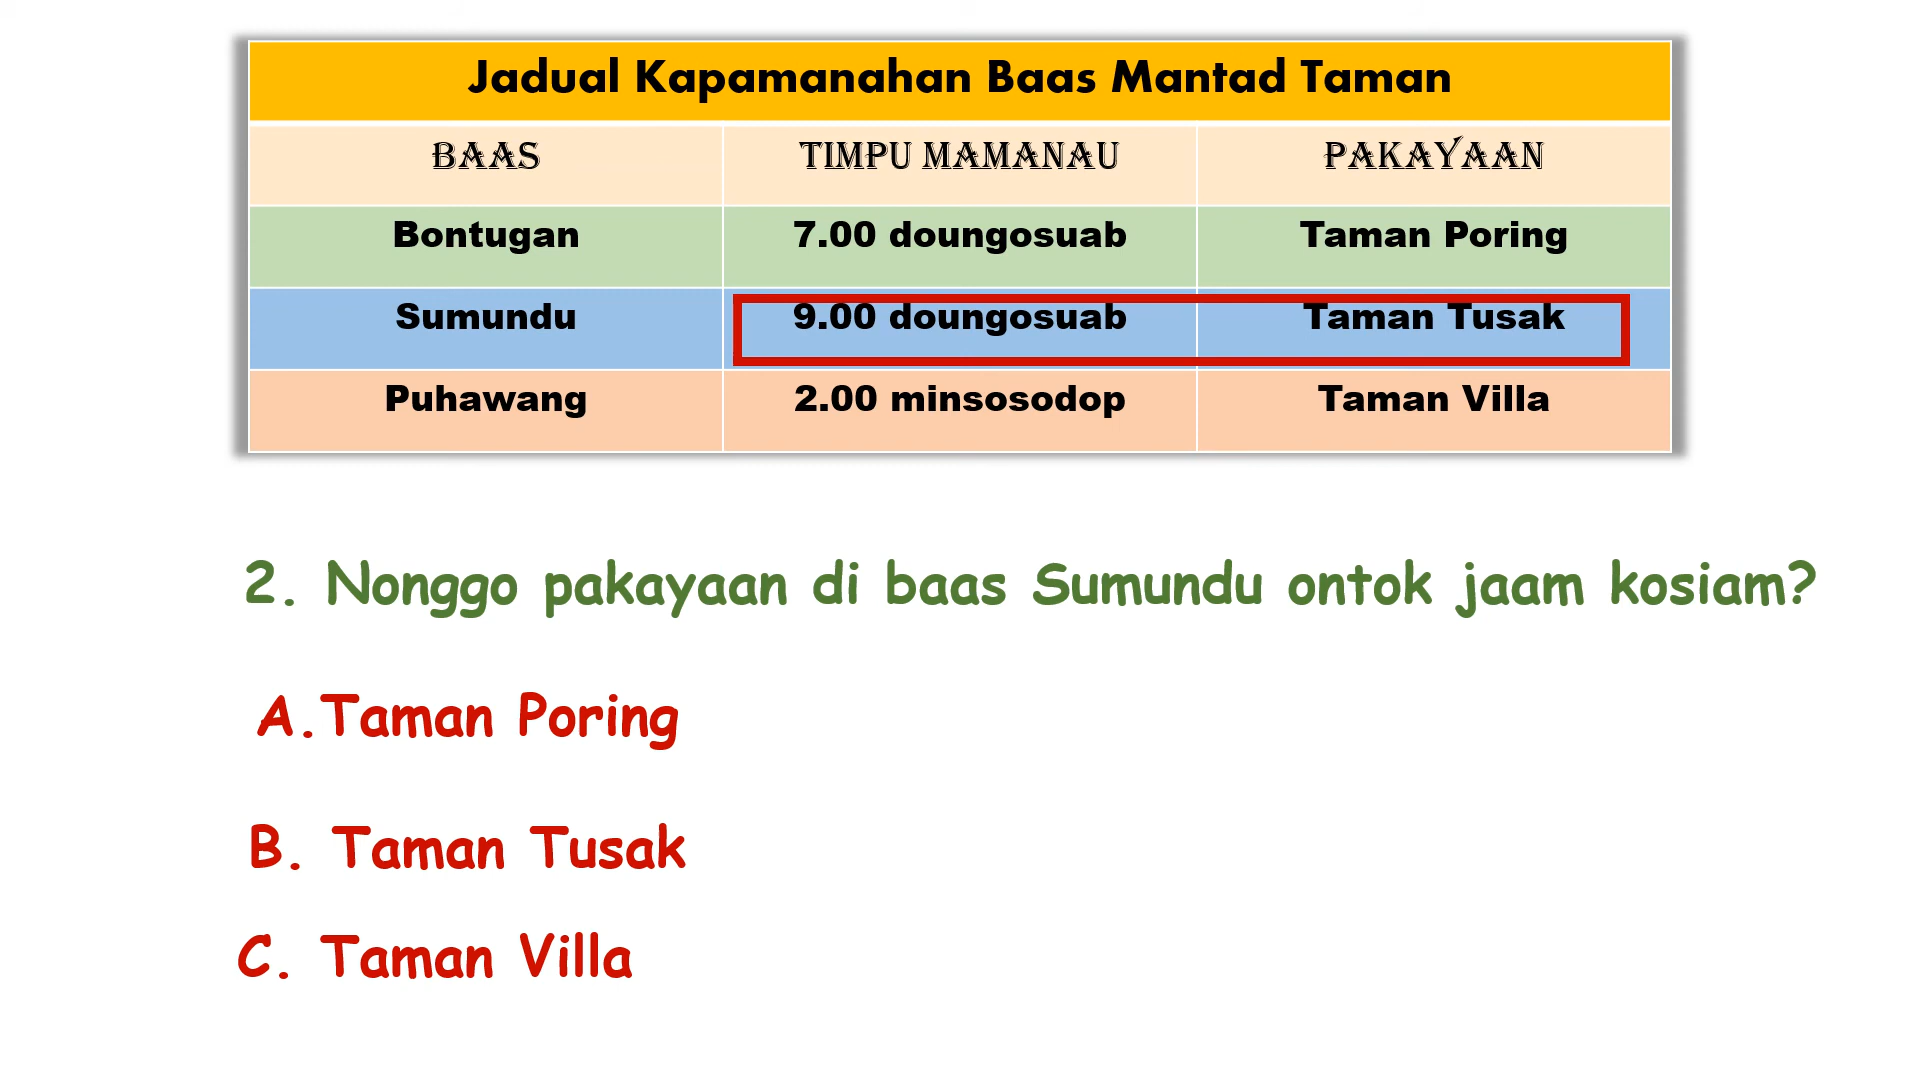 Jadual Kapamanahan Baas Mantad Taman
BAAS TIMPU MAMANAU PAKAYAAN
Bontugan 7.00 doungosuab Taman Poring
Sumundu 9.00 doungosuab Taman Tusak
Puhawang 2.00 minsosodop Taman Villa
2. Nonggo pakayaan di baas Sumundu ontok jaam kosiam?
A.Taman Poring
B. Taman Tusak
C. Taman Villa